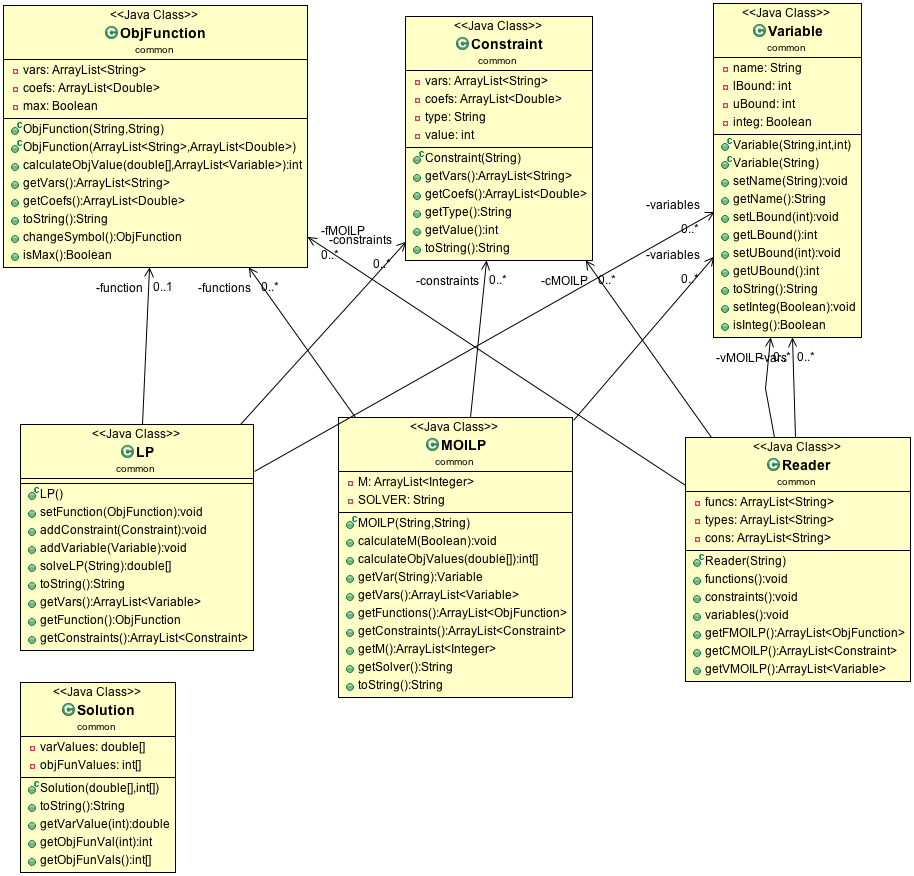 <<Java Class>>
ObjFunction
common
vars: ArrayList<String>
coefs: ArrayList<Double>
max: Boolean
ObjFunction(String,String)
ObjFunction(ArrayList<String>,ArrayList<Double>)
calculateObjValue(double[],ArrayList<Variable>):int
getVars():ArrayList<String>
getCoefs():ArrayList<Double>
toString():String
changeSymbol():ObjFunction
isMax():Boolean
<<Java Class>>
Constraint
common
vars: ArrayList<String>
coefs: ArrayList<Double>
type: String
value: int
Constraint(String)
getVars():ArrayList<String>
getCoefs():ArrayList<Double>
getType():String
getValue():int
toString():String
<<Java Class>>
Variable
common
name: String
lBound: int
uBound: int
integ: Boolean
Variable(String,int,int)
Variable(String)
setName(String):void
getName():String
setLBound(int):void
getLBound():int
setUBound(int):void
getUBound():int
toString():String
setInteg(Boolean):void
isInteg():Boolean
-function 0..1
-functions 0..*
-fMOILP
0..*
-constraints
0..*
-constraints 0..*
-cMOILP 0..*
-variables
0..*
-variables
0..*
-vMOILP 0..*
-vars 0..*
<<Java Class>>
LP
common
LP()
setFunction(ObjFunction):void
addConstraint(Constraint):void
addVariable(Variable):void
solveLP(String):double[]
toString():String
getVars():ArrayList<Variable>
getFunction():ObjFunction
getConstraints():ArrayList<Constraint>
<<Java Class>>
MOILP
common
M: ArrayList<Integer>
SOLVER: String
MOILP(String,String)
calculateM(Boolean):void
calculateObjValues(double[]):int[]
getVar(String):Variable
getVars():ArrayList<Variable>
getFunctions():ArrayList<ObjFunction>
getConstraints():ArrayList<Constraint>
getM():ArrayList<Integer>
getSolver():String
toString():String
<<Java Class>>
Reader
common
funcs: ArrayList<String>
types: ArrayList<String>
cons: ArrayList<String>
Reader(String)
functions():void
constraints():void
variables():void
getFMOILP():ArrayList<ObjFunction>
getCMOILP():ArrayList<Constraint>
getVMOILP():ArrayList<Variable>
<<Java Class>>
Solution
common
varValues: double[]
objFunValues: int[]
Solution(double[],int[])
toString():String
getVarValue(int):double
getObjFunVal(int):int
getObjFunVals():int[]